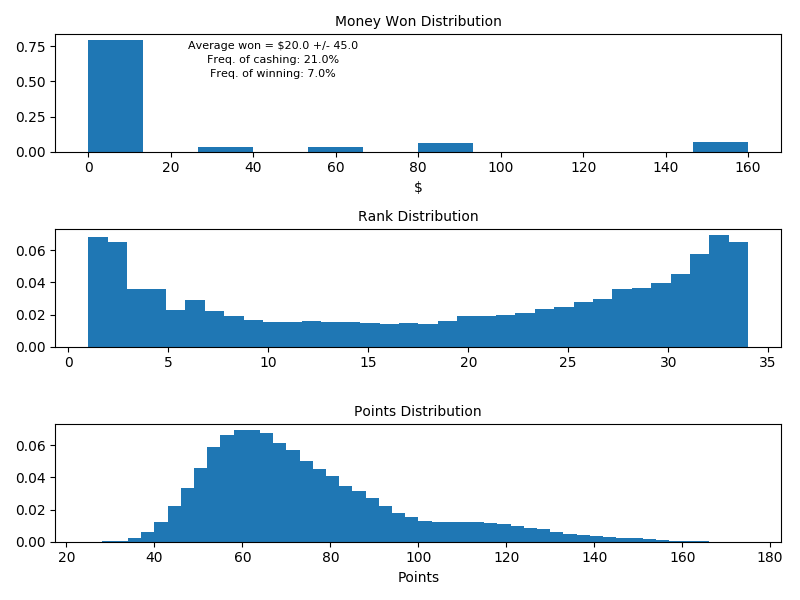 Money Won Distribution
0.75
0.50
0.25
0.00
Average won = $20.0 +/- 45.0
Freq. of cashing: 21.0%
Freq. of winning: 7.0%
0 20 40 60 80 100 120 140 160
$
Rank Distribution
0.06
0.04
0.02
0.00
0 5 10 15 20 25 30 35
Points Distribution
0.06
0.04
0.02
0.00
20 40 60 80 100 120 140 160 180
Points